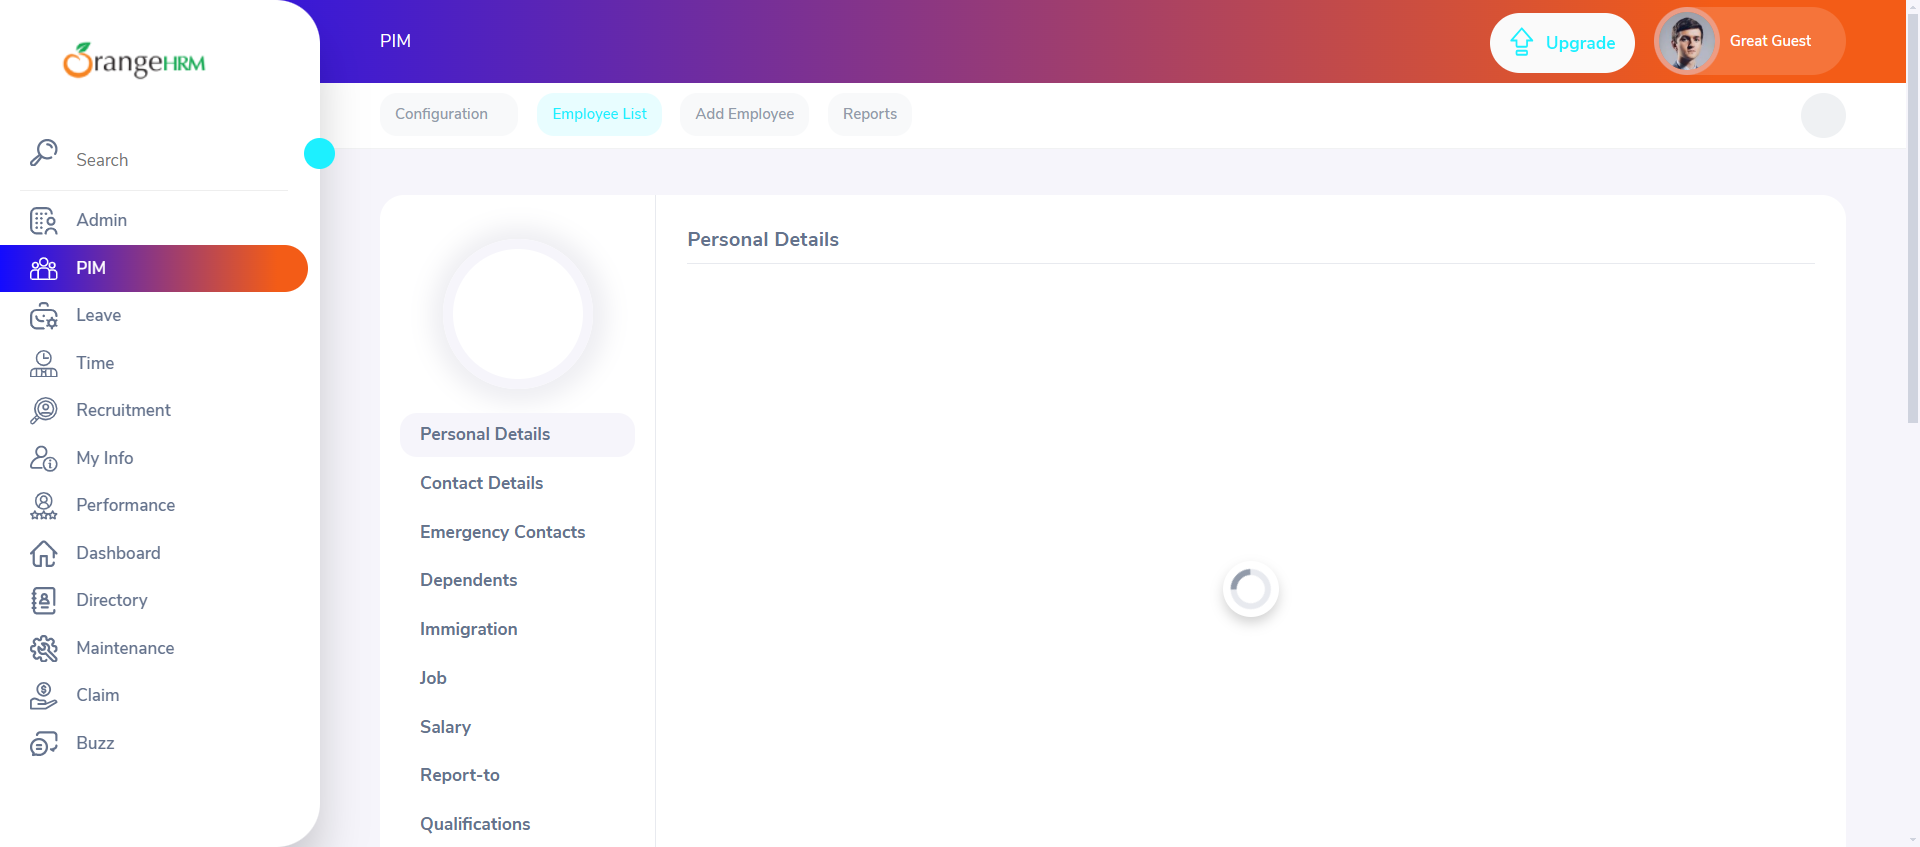 OrangeHRM
PIM
Upgrade
Great Guest
Configuration
Employee List
Add Employee
Reports
Search
Admin
PIM
Leave
Time
Recruitment
My Info
Performance
Dashboard
Directory
Maintenance
Claim
Buzz
Personal Details
Contact Details
Emergency Contacts
Dependents
Immigration
Job
Salary
Report-to
Qualifications
Personal Details